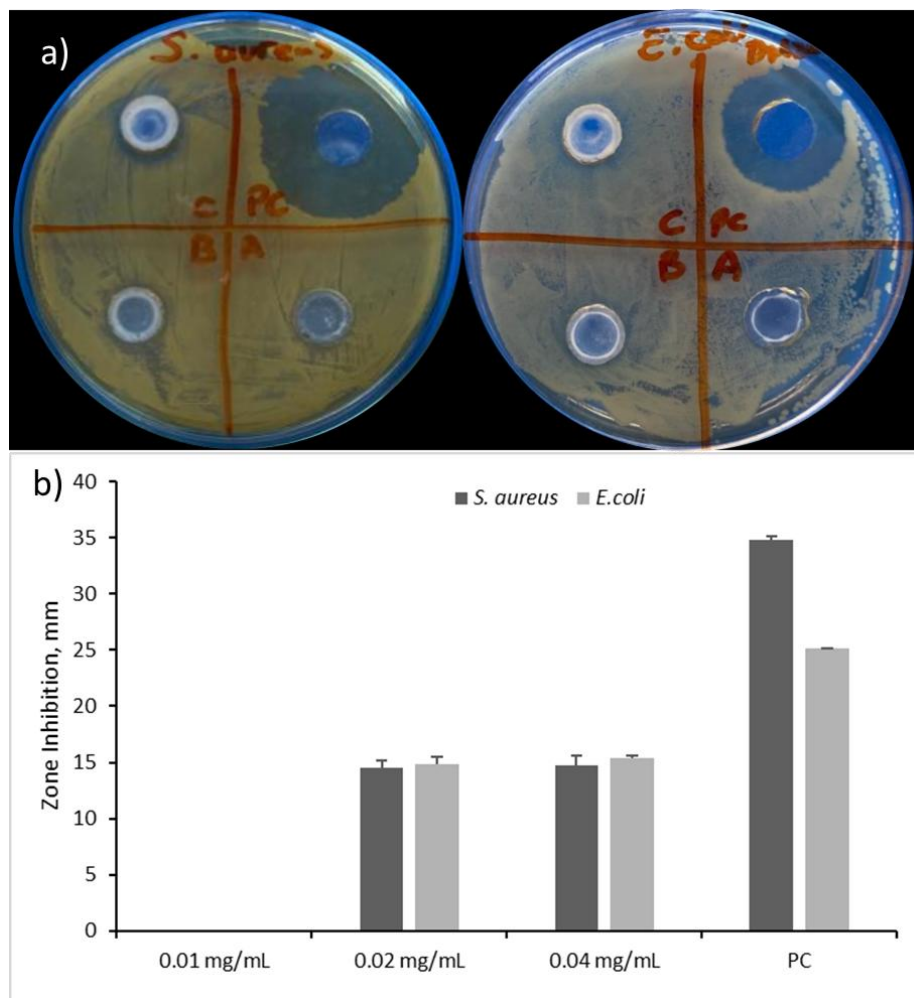 a)
S. aureus
E. coli
C PC
B A
C PC
B A
b)
S. aureus E.coli
Zone Inhibition, mm
40
35
30
25
20
15
10
5
0
0.01 mg/mL 0.02 mg/mL 0.04 mg/mL PC